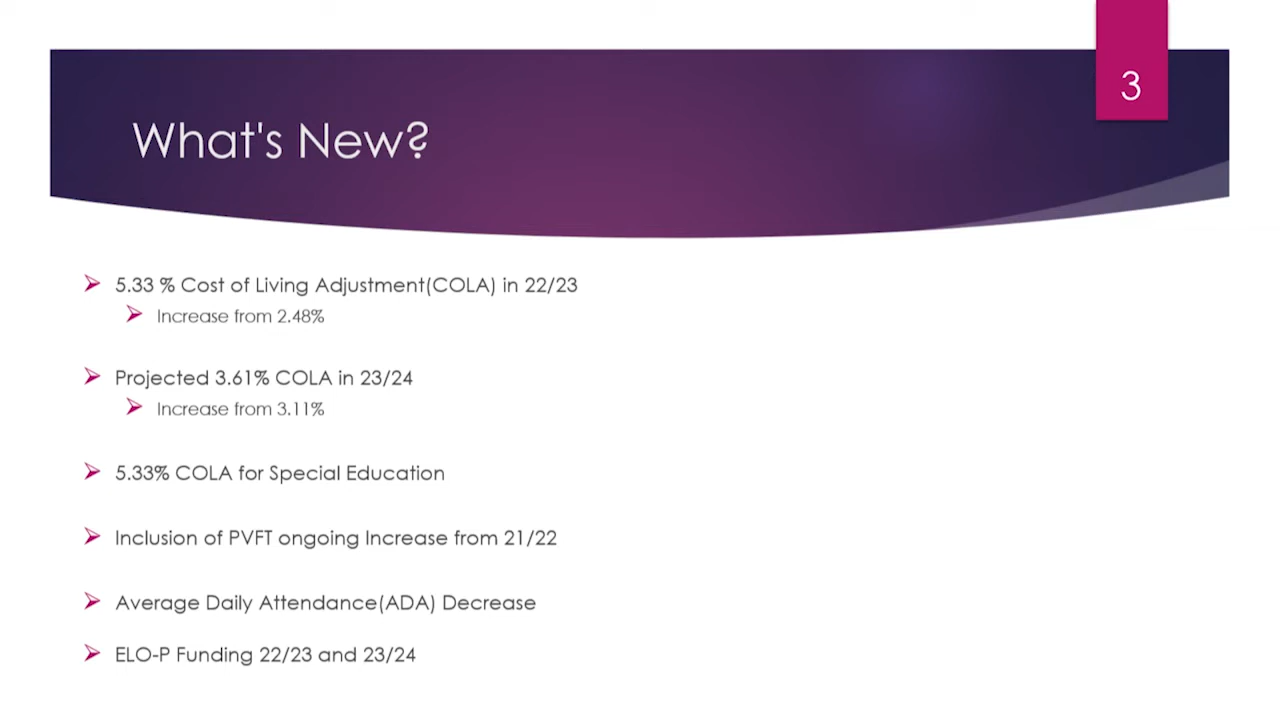 3
What's New?
5.33 % Cost of Living Adjustment(COLA) in 22/23
Increase from 2.48%
Projected 3.61% COLA in 23/24
Increase from 3.11%
5.33% COLA for Special Education
Inclusion of PVFT ongoing Increase from 21/22
Average Daily Attendance(ADA) Decrease
ELO-P Funding 22/23 and 23/24